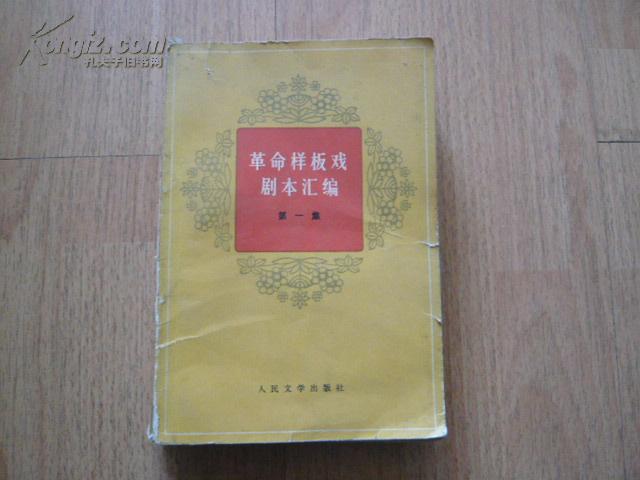 Kongfz.com
孔夫子旧书网
革命样板戏
剧本汇编
第一集
人民文学出版社